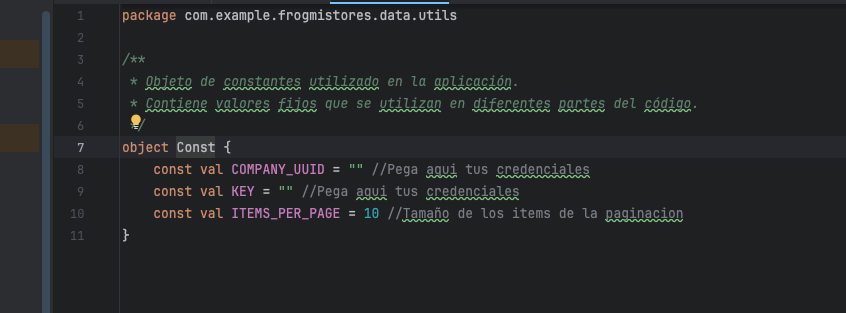 1 package com.example.frogmistores.data.utils
2
3 /**
4 * Objeto de constantes utilizado en la aplicación.
5 * Contiene valores fijos que se utilizan en diferentes partes del código.
6 */
7 object Const {
8 const val COMPANY_UUID = "" //Pega aqui tus credenciales
9 const val KEY = "" //Pega aqui tus credenciales
10 const val ITEMS_PER_PAGE = 10 //Tamaño de los items de la paginacion
11 }